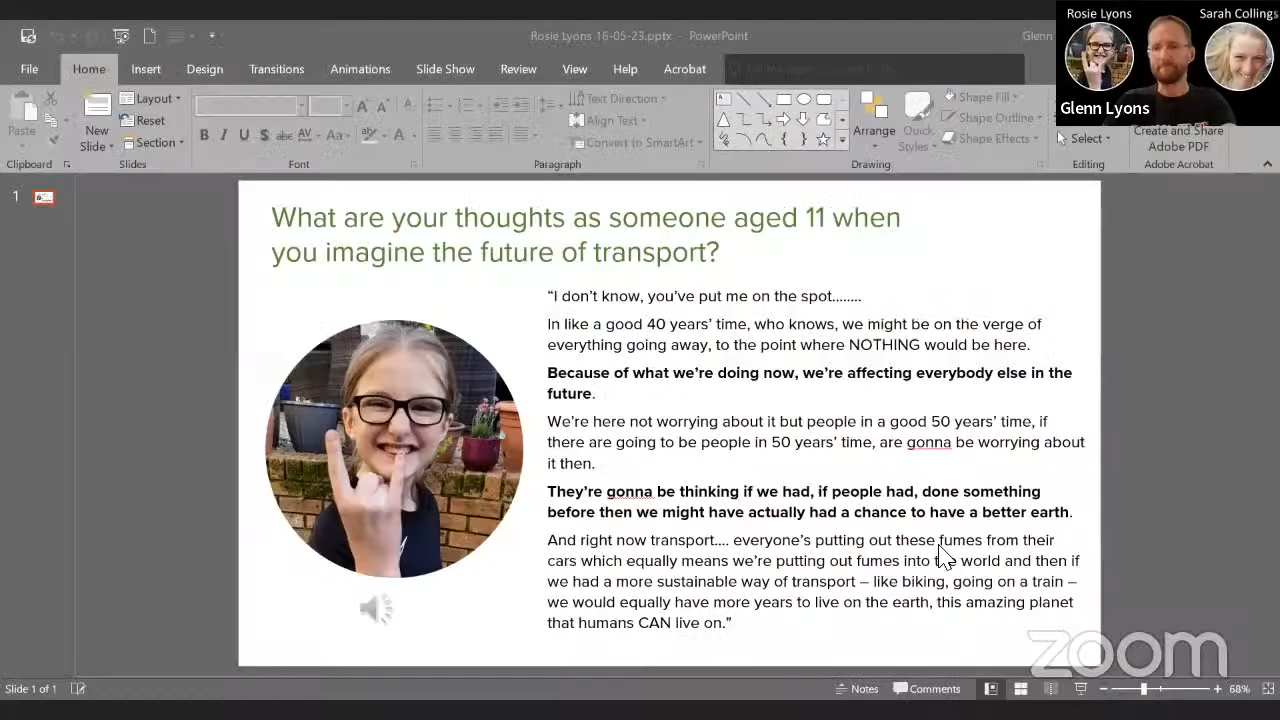 Rosie Lyons
Sarah Collings
Glenn Lyons
Rosie Lyons 16-05-23.pptx - PowerPoint
Glenn
File
Home
Insert
Design
Transitions
Animations
Slide Show
Review
View
Help
Acrobat
Paste
New
Slide
Layout
Reset
Section
B I U S abc AV Aa A
Text Direction
Align Text
Convert to SmartArt
Arrange
Quick
Styles
Shape Fill
Shape Outline
Shape Effects
Select
Create and Share
Adobe PDF
Clipboard
Slides
Font
Paragraph
Drawing
Editing
Adobe Acrobat
1
What are your thoughts as someone aged 11 when
you imagine the future of transport?
“I don’t know, you’ve put me on the spot........
In like a good 40 years’ time, who knows, we might be on the verge of
everything going away, to the point where NOTHING would be here.
Because of what we’re doing now, we’re affecting everybody else in the
future.
We’re here not worrying about it but people in a good 50 years’ time, if
there are going to be people in 50 years’ time, are gonna be worrying about
it then.
They’re gonna be thinking if we had, if people had, done something
before then we might have actually had a chance to have a better earth.
And right now transport.... everyone’s putting out these fumes from their
cars which equally means we’re putting out fumes into the world and then if
we had a more sustainable way of transport – like biking, going on a train –
we would equally have more years to live on the earth, this amazing planet
that humans CAN live on.”
zoom
Slide 1 of 1
Notes
Comments
68%